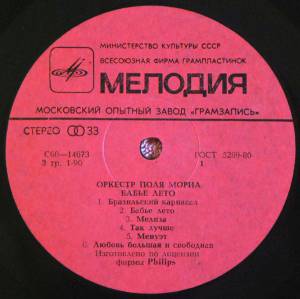 МИНИСТЕРСТВО КУЛЬТУРЫ СССР
ВСЕСОЮЗНАЯ ФИРМА ГРАМПЛАСТИНОК
МЕЛОДИЯ
МОСКОВСКИЙ ОПЫТНЫЙ ЗАВОД «ГРАМЗАПИСЬ»
СТЕРЕО 33
С60—14673 ГОСТ 5289-80
3 гр. 1-90 1
ОРКЕСТР ПОЛЯ МОРИА
БАБЬЕ ЛЕТО
1. Бразильский карнавал
2. Бабье лето
3. Мелиза
4. Так лучше
5. Менуэт
6. Любовь большая и свободная
Изготовлено по лицензии
фирмы Philips